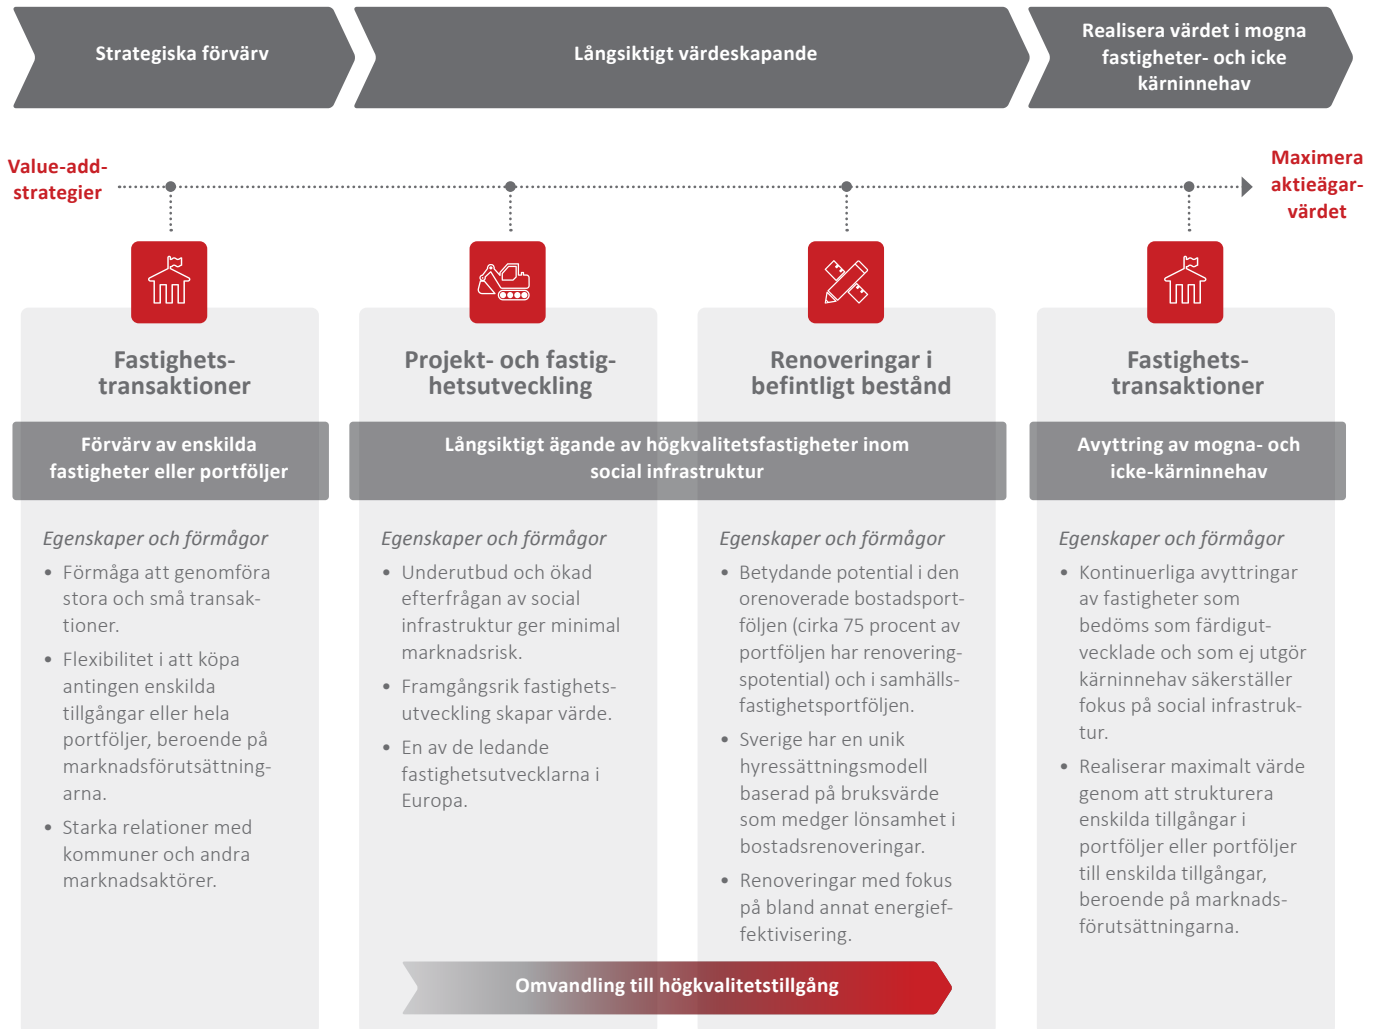 Strategiska förvärv
Långsiktigt värdeskapande
Realisera värdet i mogna
fastigheter- och icke
kärninnehav
Value-add-
strategier
Maximera
aktieägar-
värdet
Fastighets-
transaktioner
Förvärv av enskilda
fastigheter eller portföljer
Egenskaper och förmågor
• Förmåga att genomföra
stora och små transak-
tioner.
• Flexibilitet i att köpa
antingen enskilda
tillgångar eller hela
portföljer, beroende på
marknadsförutsättning-
arna.
• Starka relationer med
kommuner och andra
marknadsaktörer.
Projekt- och fastig-
hetsutveckling
Långsiktigt ägande av högkvalitetsfastigheter inom
social infrastruktur
Egenskaper och förmågor
• Underutbud och ökad
efterfrågan av social
infrastruktur ger minimal
marknadsrisk.
• Framgångsrik fastighets-
utveckling skapar värde.
• En av de ledande
fastighetsutvecklarna i
Europa.
Renoveringar i
befintligt bestånd
Egenskaper och förmågor
• Betydande potential i den
orenoverade bostadsport-
följen (cirka 75 procent av
portföljen har renovering-
spotential) och i samhälls-
fastighetsportföljen.
• Sverige har en unik
hyressättningsmodell
baserad på bruksvärde
som medger lönsamhet i
bostadsrenoveringar.
• Renoveringar med fokus
på bland annat energief-
fektivisering.
Omvandling till högkvalitetstillgång
Fastighets-
transaktioner
Avyttring av mogna- och
icke-kärninnehav
Egenskaper och förmågor
• Kontinuerliga avyttringar
av fastigheter som
bedöms som färdigut-
vecklade och som ej utgör
kärninnehav säkerställer
fokus på social infrastruk-
tur.
• Realiserar maximalt värde
genom att strukturera
enskilda tillgångar i
portföljer eller portföljer
till enskilda tillgångar,
beroende på marknads-
förutsättningarna.